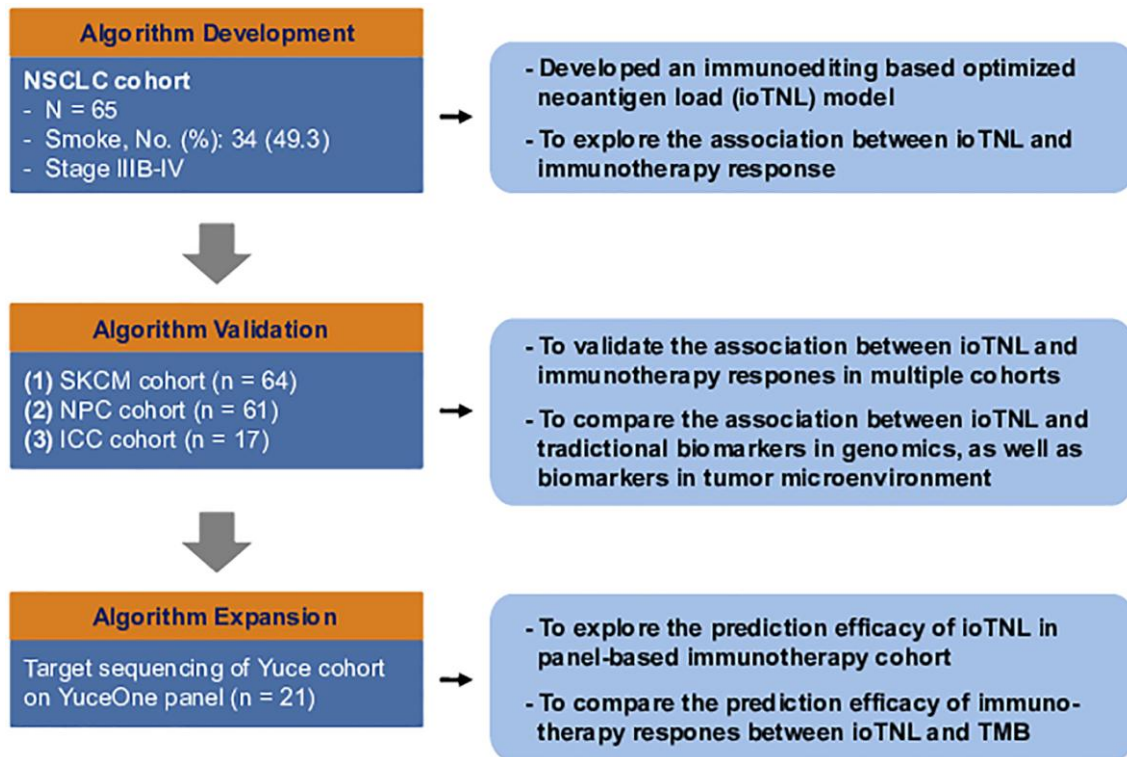 Algorithm Development
NSCLC cohort
- N = 65
- Smoke, No. (%): 34 (49.3)
- Stage IIIB-IV
- Developed an immunoediting based optimized
neoantigen load (ioTNL) model
- To explore the association between ioTNL and
immunotherapy response
Algorithm Validation
(1) SKCM cohort (n = 64)
(2) NPC cohort (n = 61)
(3) ICC cohort (n = 17)
- To validate the association between ioTNL and
immunotherapy respones in multiple cohorts
- To compare the association between ioTNL and
tradictional biomarkers in genomics, as well as
biomarkers in tumor microenvironment
Algorithm Expansion
Target sequencing of Yuce cohort
on YuceOne panel (n = 21)
- To explore the prediction efficacy of ioTNL in
panel-based immunotherapy cohort
- To compare the prediction efficacy of immuno-
therapy respones between ioTNL and TMB